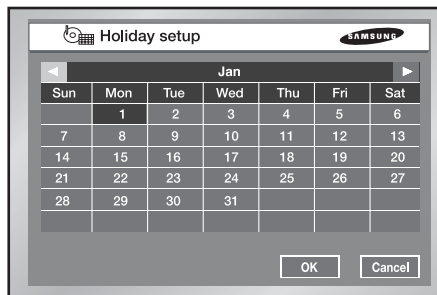 Holiday setup SAMSUNG
Jan
Sun Mon Tue Wed Thu Fri Sat
1 2 3 4 5 6
7 8 9 10 11 12 13
14 15 16 17 18 19 20
21 22 23 24 25 26 27
28 29 30 31
OK Cancel